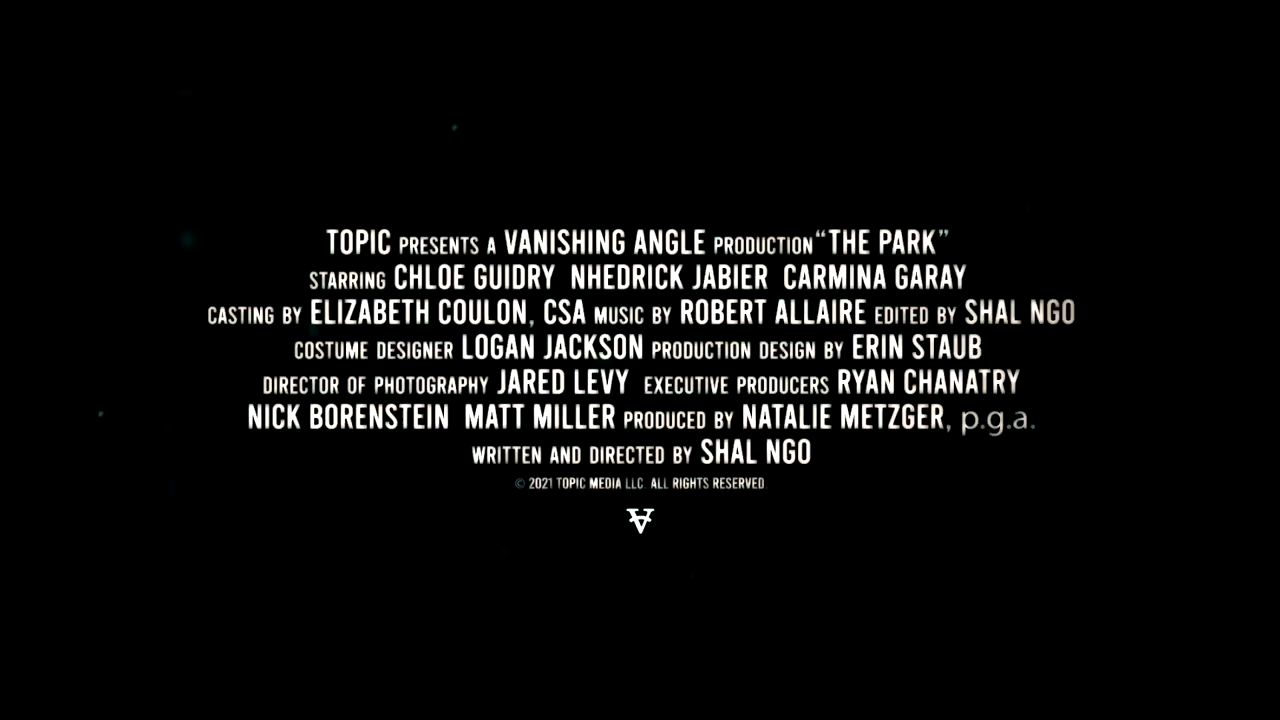 TOPIC PRESENTS A VANISHING ANGLE PRODUCTION “THE PARK”
STARRING CHLOE GUIDRY NHEDRICK JABIER CARMINA GARAY
CASTING BY ELIZABETH COULON, CSA MUSIC BY ROBERT ALLAIRE EDITED BY SHAL NGO
COSTUME DESIGNER LOGAN JACKSON PRODUCTION DESIGN BY ERIN STAUB
DIRECTOR OF PHOTOGRAPHY JARED LEVY EXECUTIVE PRODUCERS RYAN CHANATRY
NICK BORENSTEIN MATT MILLER PRODUCED BY NATALIE METZGER, p.g.a.
WRITTEN AND DIRECTED BY SHAL NGO
© 2021 TOPIC MEDIA LLC. ALL RIGHTS RESERVED.